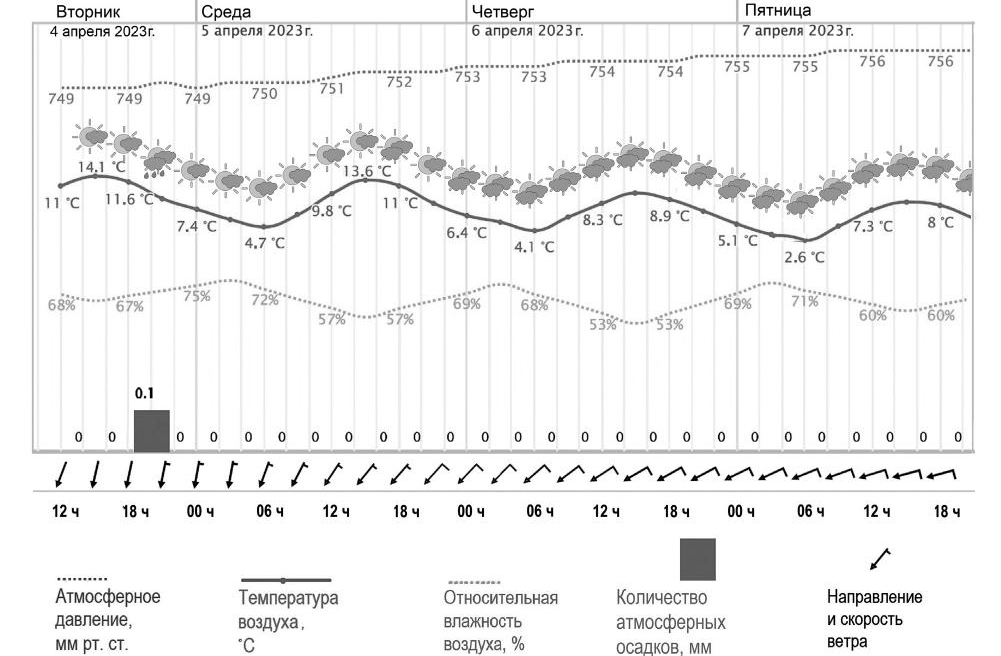 Вторник Среда Четверг Пятница
4 апреля 2023г. 5 апреля 2023г. 6 апреля 2023г. 7 апреля 2023г.
749 749 749 750 751 752 753 753 754 754 755 755 756 756
11 °C 14.1 °C 11.6 °C 7.4 °C 4.7 °C 9.8 °C 13.6 °C 11 °C 6.4 °C 4.1 °C 8.3 °C 8.9 °C 5.1 °C 2.6 °C 7.3 °C 8 °C
68% 67% 75% 72% 57% 57% 69% 68% 53% 53% 69% 71% 60% 60%
0.1
0 0 0 0 0 0 0 0 0 0 0 0 0 0 0 0 0 0 0 0 0 0 0 0 0 0
12 ч 18 ч 00 ч 06 ч 12 ч 18 ч 00 ч 06 ч 12 ч 18 ч 00 ч 06 ч 12 ч 18 ч
Атмосферное
давление,
мм рт. ст.
Температура
воздуха,
°C
Относительная
влажность
воздуха, %
Количество
атмосферных
осадков, мм
Направление
и скорость
ветра